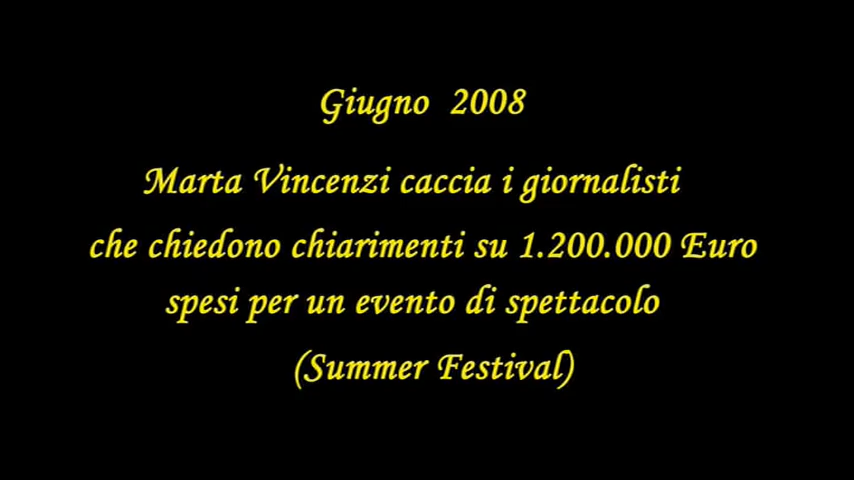 Giugno 2008
Marta Vincenzi caccia i giornalisti
che chiedono chiarimenti su 1.200.000 Euro
spesi per un evento di spettacolo
(Summer Festival)